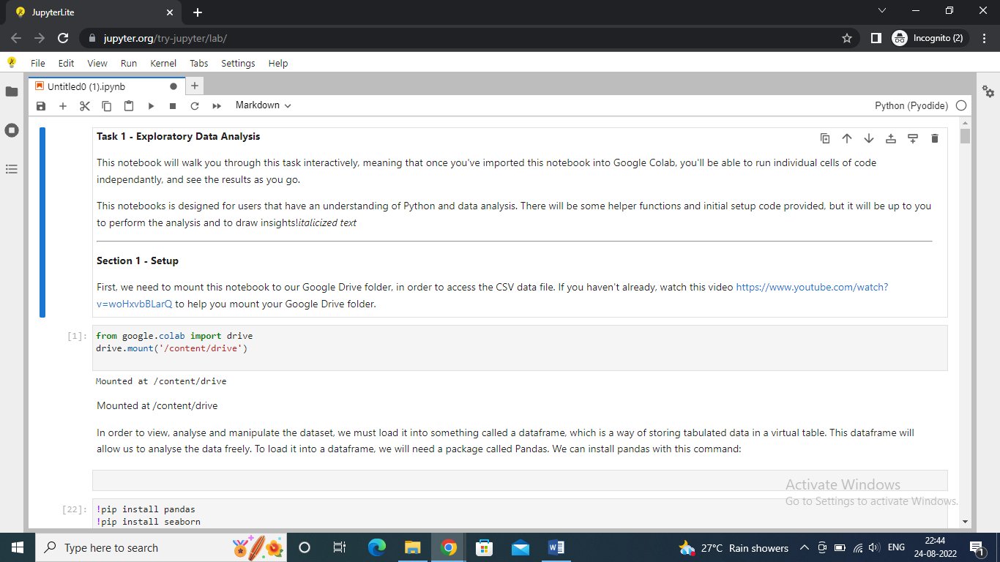 JupyterLite
jupyter.org/try-jupyter/lab/
Incognito (2)
File Edit View Run Kernel Tabs Settings Help
Untitled0 (1).ipynb
Markdown
Python (Pyodide)
Task 1 - Exploratory Data Analysis
This notebook will walk you through this task interactively, meaning that once you've imported this notebook into Google Colab, you'll be able to run individual cells of code
independantly, and see the results as you go.
This notebooks is designed for users that have an understanding of Python and data analysis. There will be some helper functions and initial setup code provided, but it will be up to you
to perform the analysis and to draw insights!italicized text
Section 1 - Setup
First, we need to mount this notebook to our Google Drive folder, in order to access the CSV data file. If you haven't already, watch this video https://www.youtube.com/watch?
v=woHxvbBLarQ to help you mount your Google Drive folder.
[1]: from google.colab import drive
drive.mount('/content/drive')
Mounted at /content/drive
Mounted at /content/drive
In order to view, analyse and manipulate the dataset, we must load it into something called a dataframe, which is a way of storing tabulated data in a virtual table. This dataframe will
allow us to analyse the data freely. To load it into a dataframe, we will need a package called Pandas. We can install pandas with this command:
Activate Windows
Go to Settings to activate Windows.
[22]: !pip install pandas
!pip install seaborn
Type here to search
27°C Rain showers
ENG
22:44
24-08-2022
1